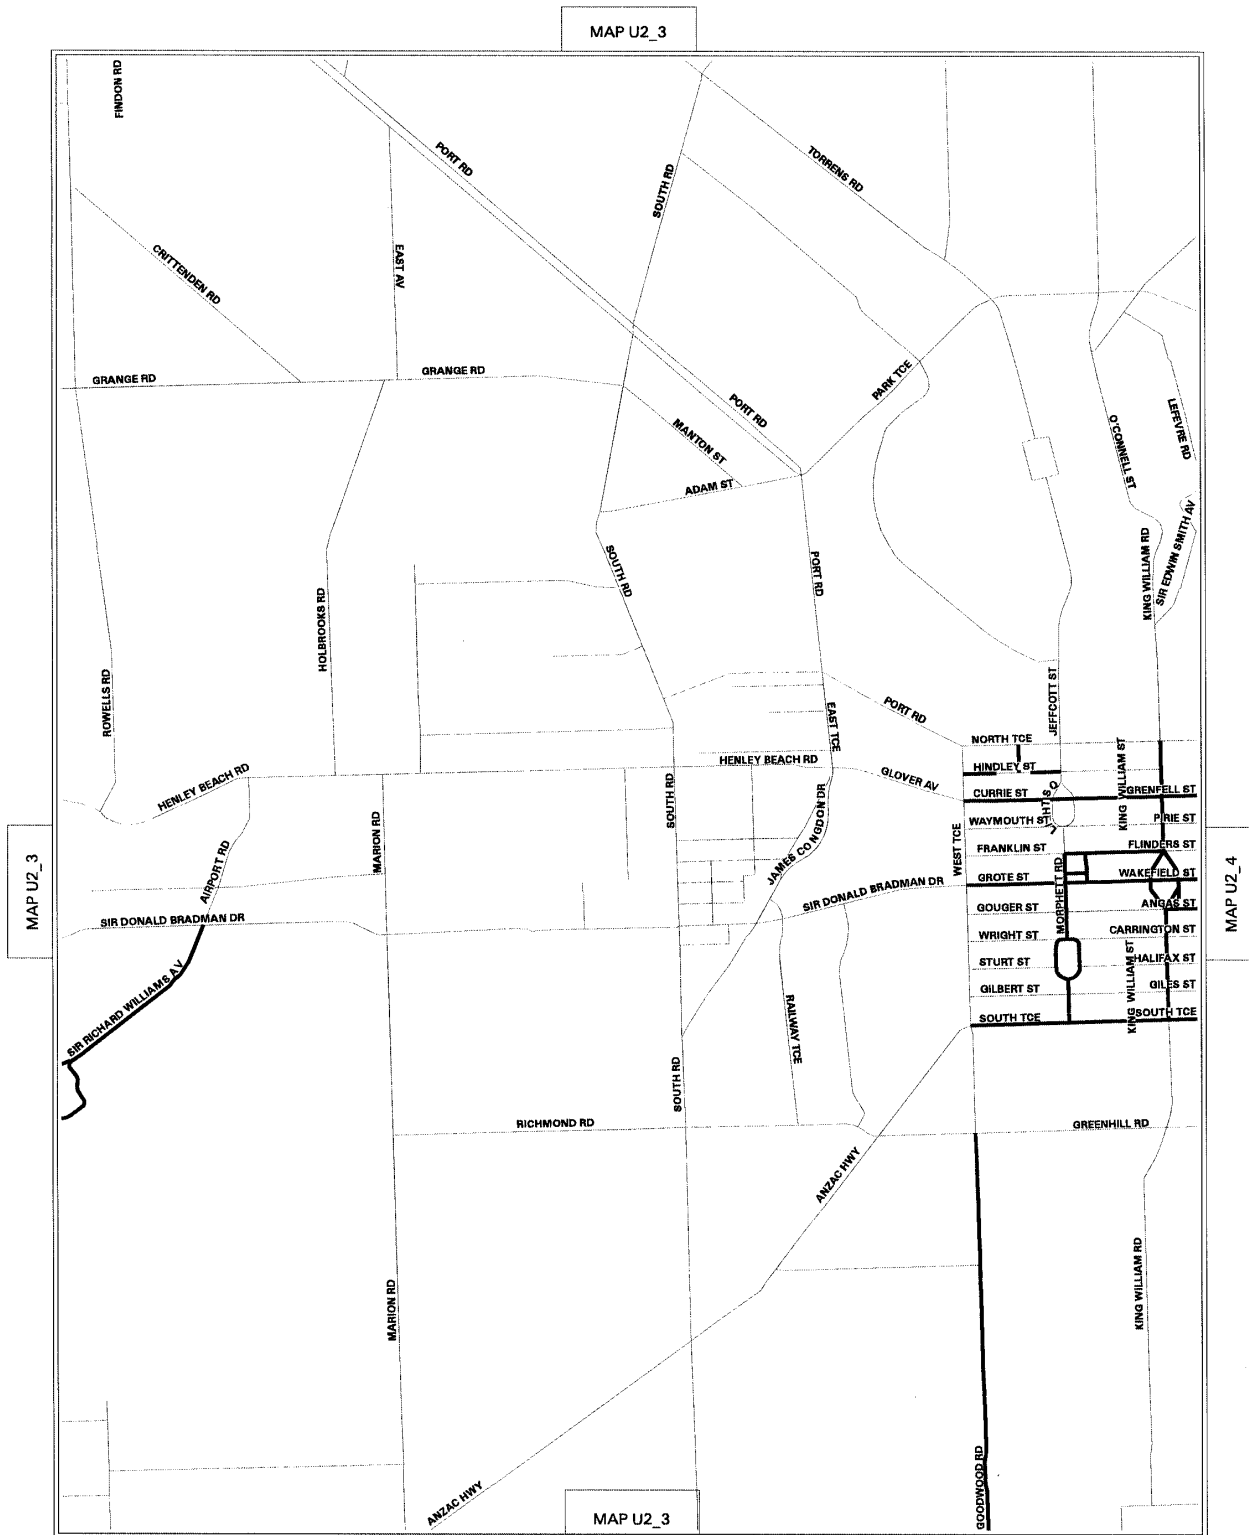 MAP U2_3
FINDON RD
PORT RD
TORRENS RD
SOUTH RD
CRITTENDEN RD
EAST AV
GRANGE RD
GRANGE RD
PARK TCE
PORT RD
MANTON ST
LEFEVRE RD
O'CONNELL ST
ADAM ST
SOUTH RD
PORT RD
KING WILLIAM RD
SIR EDWIN SMITH AV
HOLBROOKS RD
ROWELLS RD
JEFFCOTT ST
PORT RD
EAST TCE
NORTH TCE
HENLEY BEACH RD
HENLEY BEACH RD
GLOVER AV
HINDLEY ST
KING WILLIAM ST
SOUTH RD
JAMES CONGDON DR
CURRIE ST
GRENFELL ST
MARION RD
WEST TCE
WAYMOUTH ST
PIRIE ST
AIRPORT RD
FRANKLIN ST
FLINDERS ST
MAP U2_3
MAP U2_4
SIR DONALD BRADMAN DR
GROTE ST
WAKEFIELD ST
MORPHETT RD
GOUGER ST
ANGAS ST
SIR DONALD BRADMAN DR
WRIGHT ST
CARRINGTON ST
STURT ST
KING WILLIAM ST
HALIFAX ST
GILBERT ST
GILES ST
SIR RICHARD WILLIAMS AV
RAILWAY TCE
SOUTH TCE
SOUTH TCE
SOUTH RD
RICHMOND RD
GREENHILL RD
ANZAC HWY
MARION RD
KING WILLIAM RD
GOODWOOD RD
ANZAC HWY
MAP U2_3